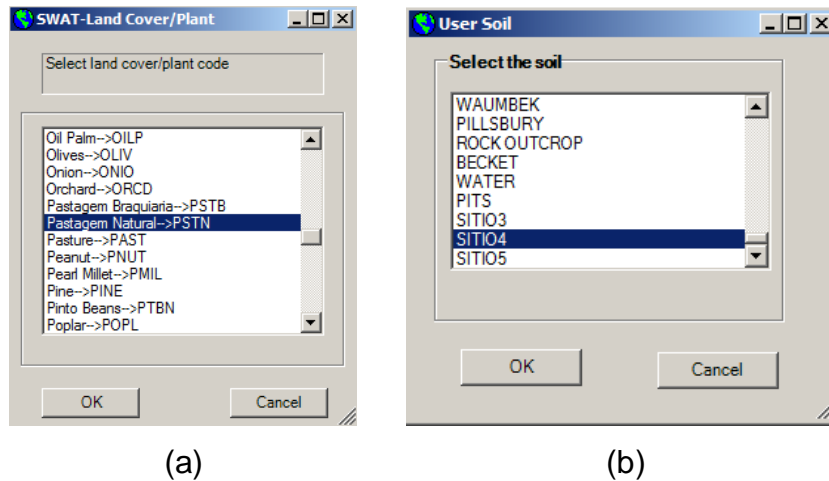 SWAT-Land Cover/Plant
Select land cover/plant code
Oil Palm-->OILP
Olives-->OLIV
Onion-->ONIO
Orchard-->ORCD
Pastagem Braquiaria-->PSTB
Pastagem Natural-->PSTN
Pasture-->PAST
Peanut-->PNUT
Pearl Millet-->PMIL
Pine-->PINE
Pinto Beans-->PTBN
Poplar-->POPL
OK
Cancel
(a)
User Soil
Select the soil
WAUMBEK
PILLSBURY
ROCK OUTCROP
BECKET
WATER
PITS
SITIO3
SITIO4
SITIO5
OK
Cancel
(b)